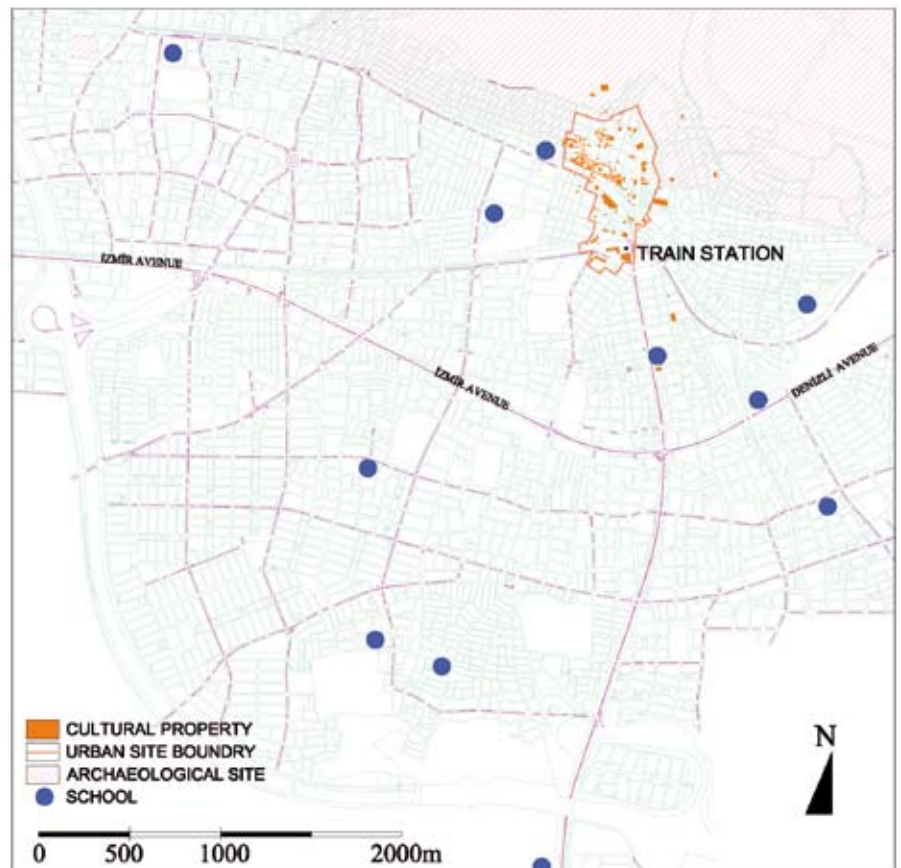 TRAIN STATION
İZMİR AVENUE
İZMİR AVENUE
DENİZLİ AVENUE
CULTURAL PROPERTY
URBAN SITE BOUNDRY
ARCHAEOLOGICAL SITE
SCHOOL
N
0 500 1000 2000m